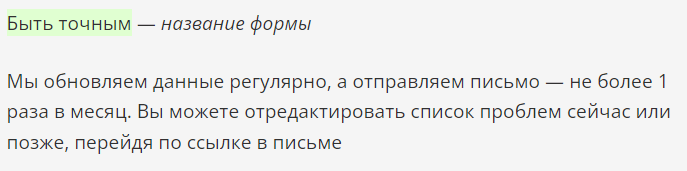 Быть точным — название формы
Мы обновляем данные регулярно, а отправляем письмо — не более 1
раза в месяц. Вы можете отредактировать список проблем сейчас или
позже, перейдя по ссылке в письме